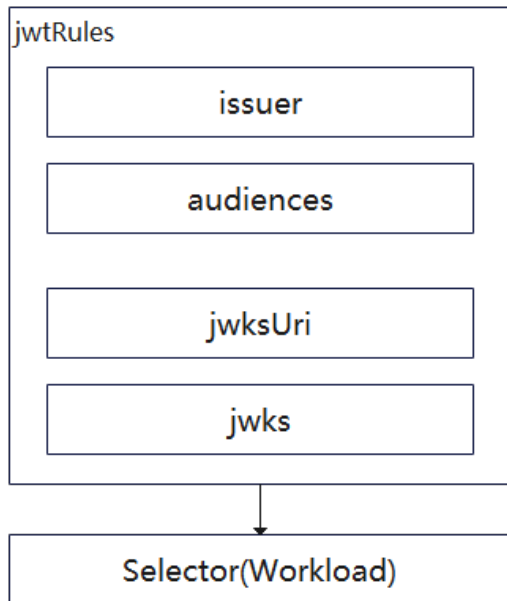 jwtRules
issuer
audiences
jwksUri
jwks
Selector(Workload)